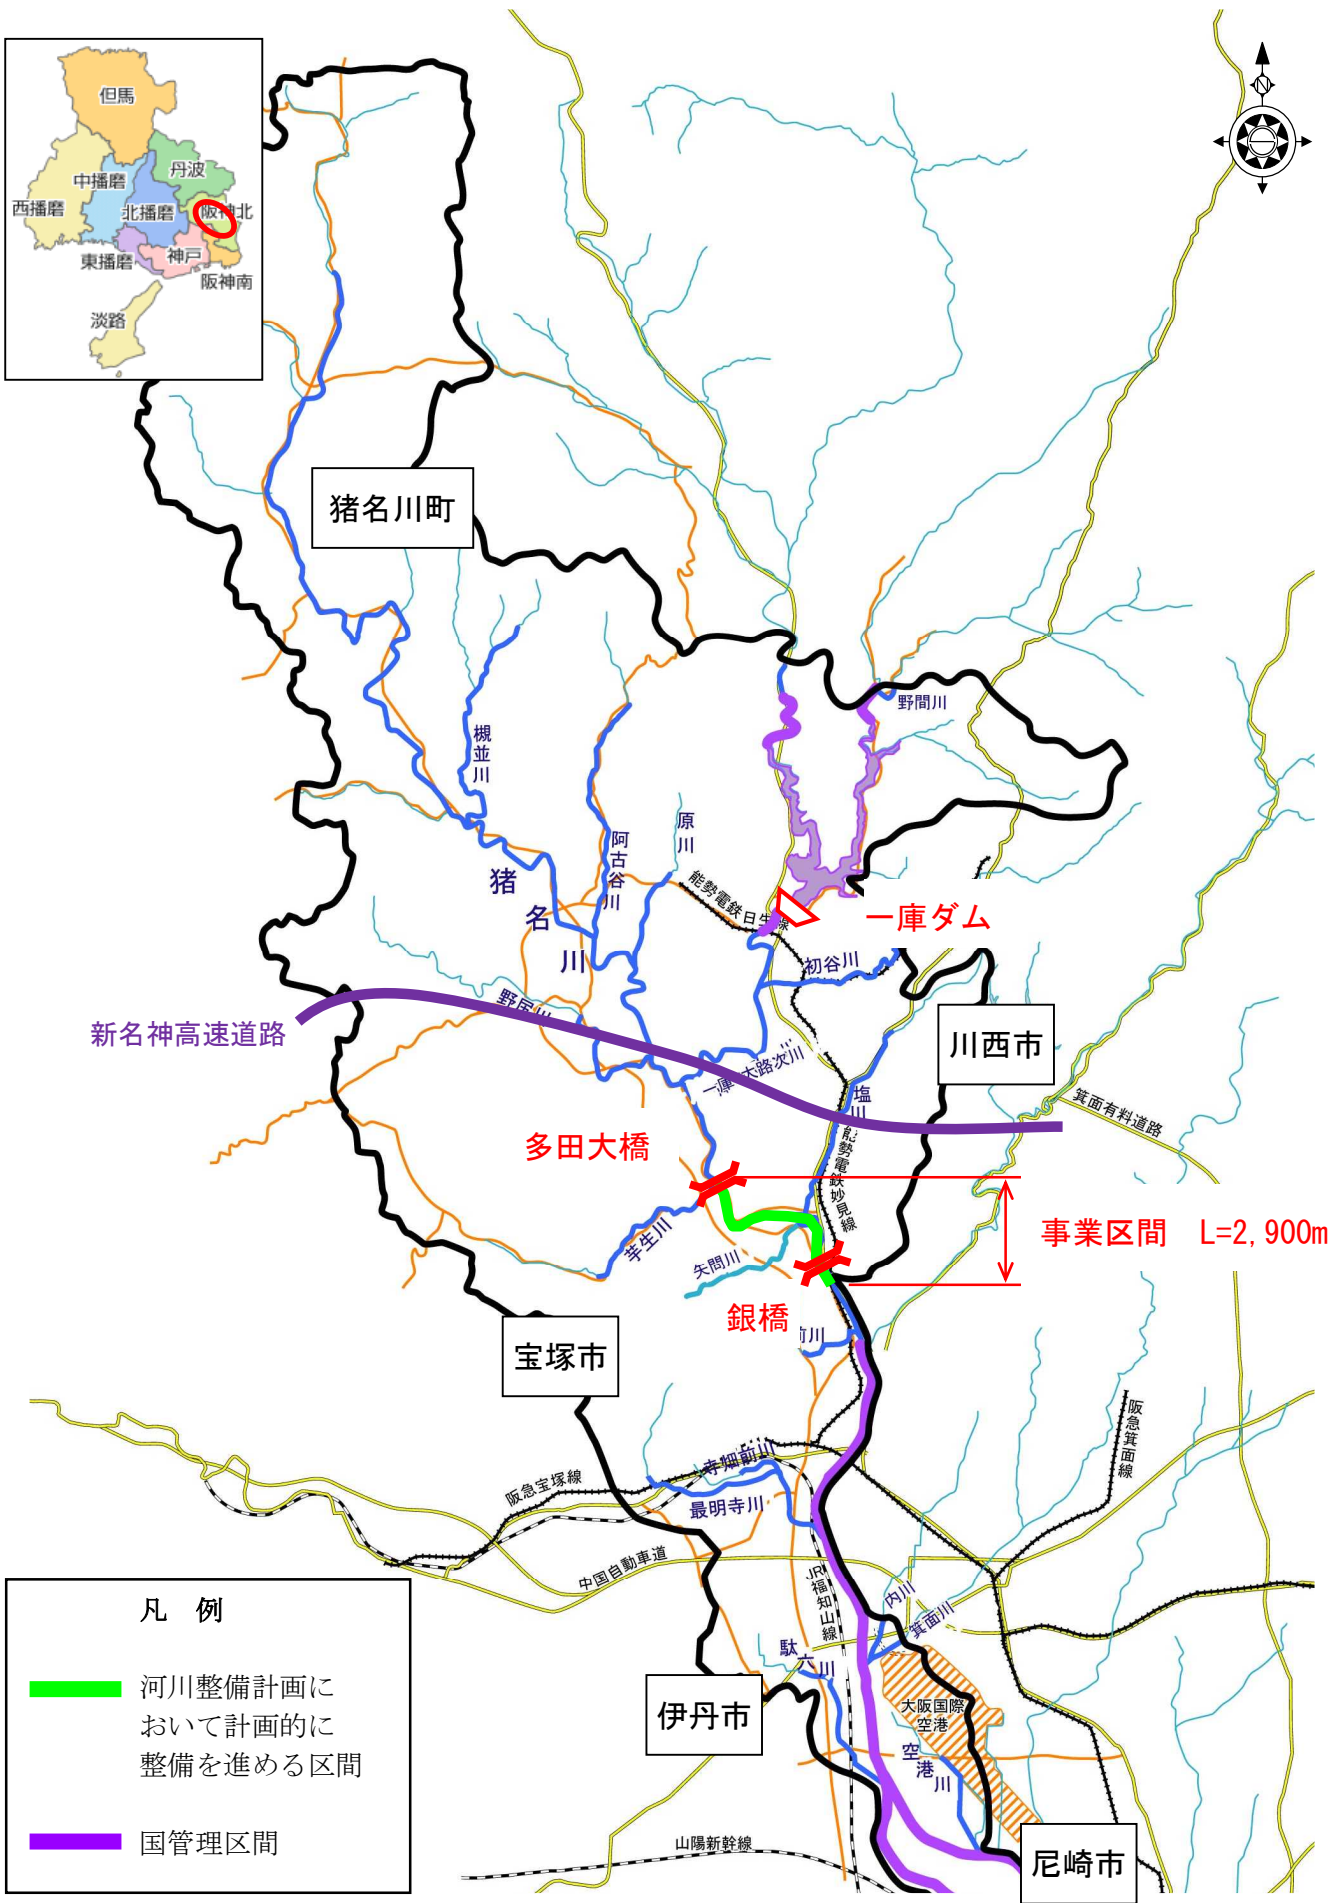 但馬
丹波
中播磨
西播磨
北播磨
阪神北
東播磨
神戸
阪神南
淡路
N
猪名川町
野間川
槻並川
原川
阿古谷川
猪名川
能勢電鉄日生線
一庫ダム
初谷川
野尻川
新名神高速道路
川西市
一庫大路次川
塩川
箕面有料道路
能勢電鉄妙見線
多田大橋
事業区間 L=2,900m
芋生川
矢問川
銀橋
前川
宝塚市
阪急箕面線
寺畑前川
阪急宝塚線
最明寺川
中国自動車道
JR福知山線
内川
箕面川
駄六川
伊丹市
大阪国際
空港
空港川
山陽新幹線
尼崎市
凡 例
河川整備計画に
おいて計画的に
整備を進める区間
国管理区間